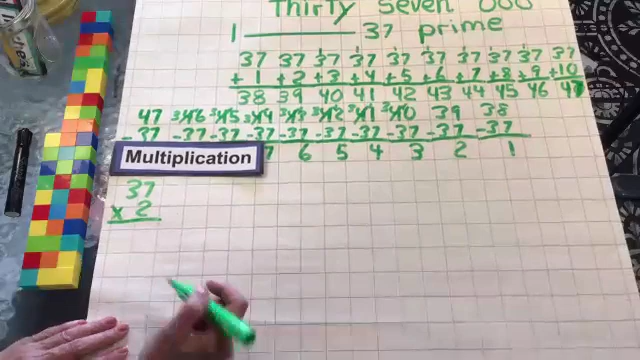 Thirty Seven odd
1 37 prime
37 37 37 37 37 37 37 37 37 37
+ 1 + 2 + 3 + 4 + 5 + 6 + 7 + 8 + 9 + 10
38 39 40 41 42 43 44 45 46 47
47 46 45 44 43 42 41 40 39 38
- 37 - 37 - 37 - 37 - 37 - 37 - 37 - 37 - 37 - 37
7 6 5 4 3 2 1
Multiplication
37
x 2